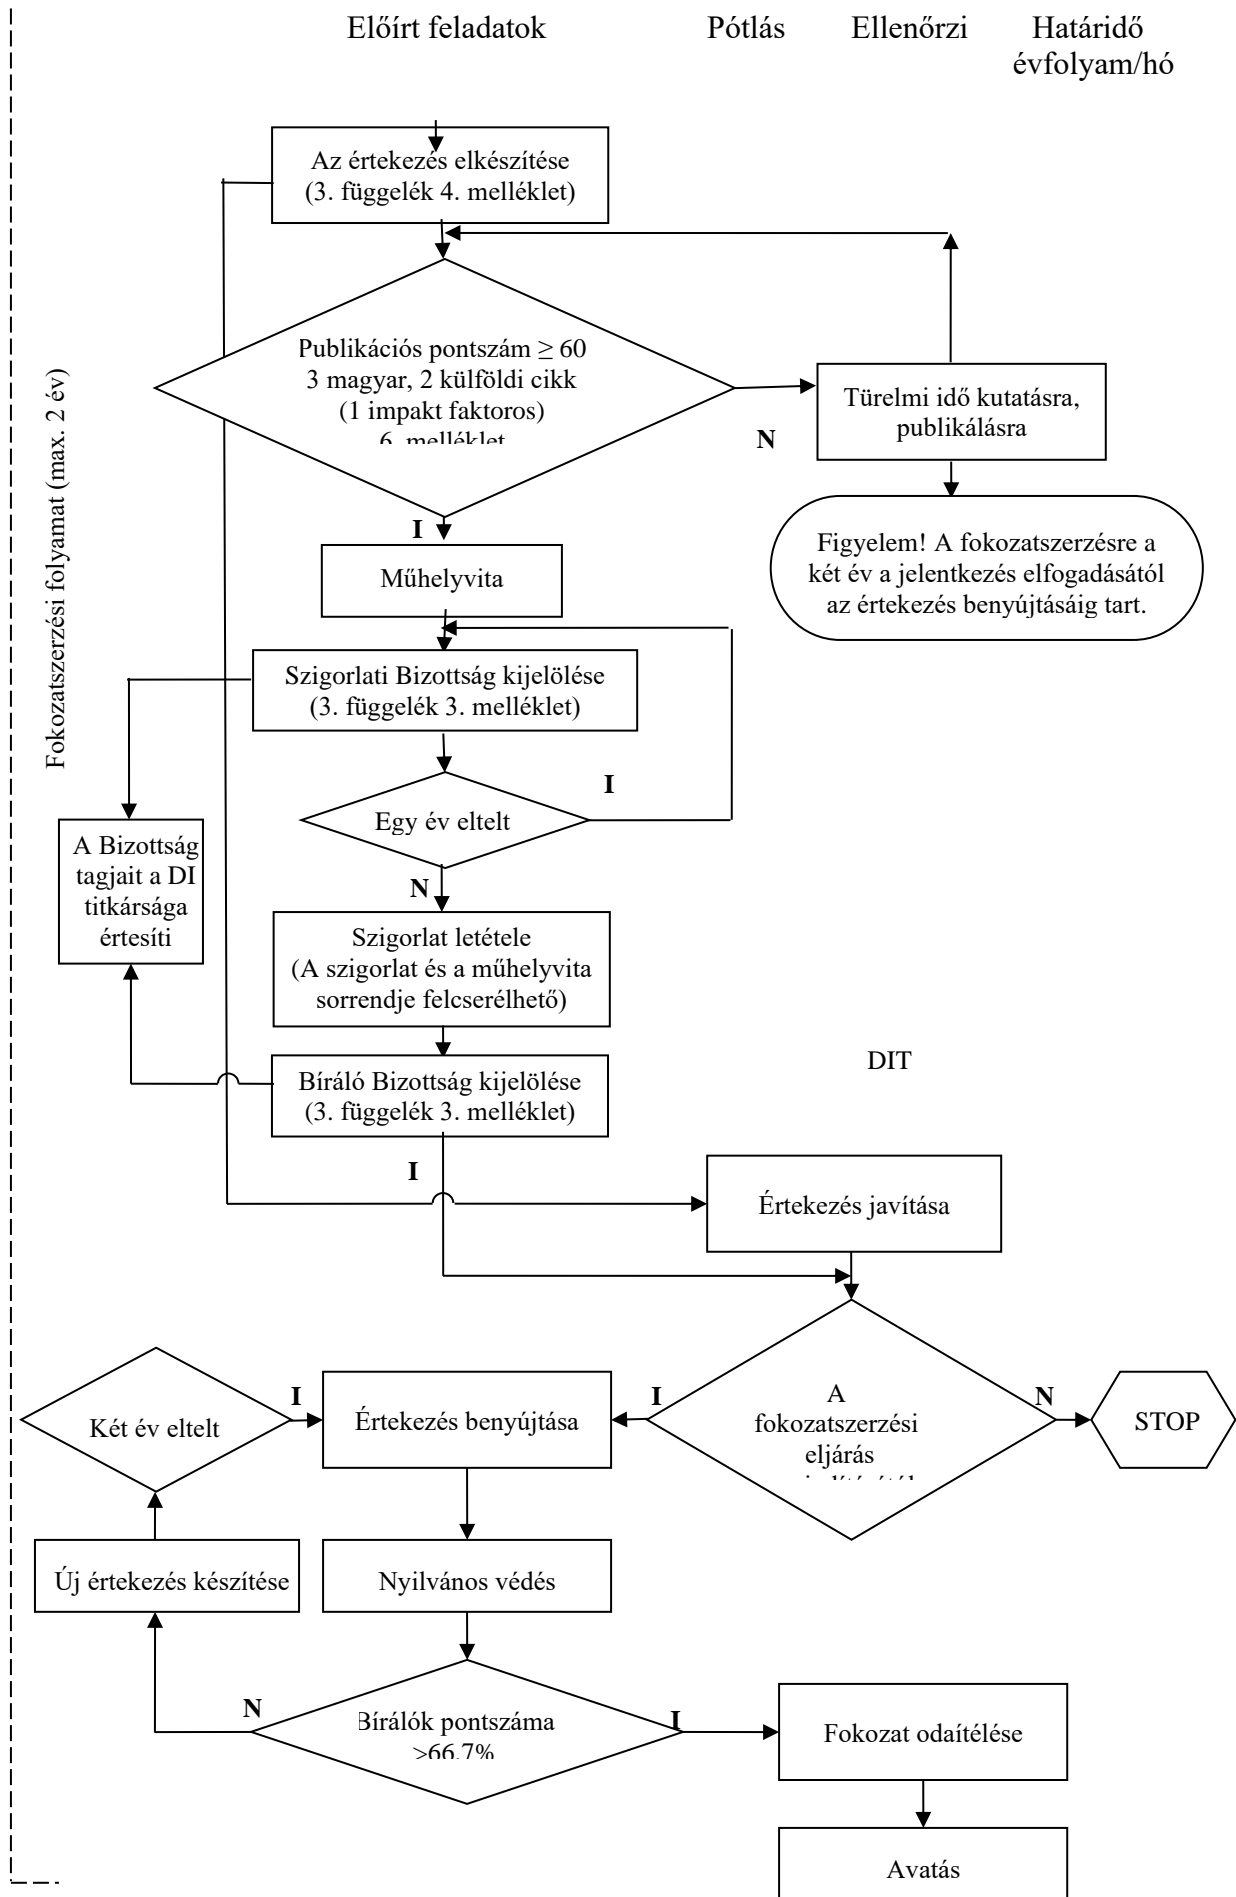 Előírt feladatok
Pótlás
Ellenőrzi
Határidő
évfolyam/hó
Az értekezés elkészítése
(3. függelék 4. melléklet)
Publikációs pontszám ≥ 60
3 magyar, 2 külföldi cikk
(1 impakt faktoros)
6. melléklet
N
Türelmi idő kutatásra,
publikálásra
Figyelem! A fokozatszerzésre a
két év a jelentkezés elfogadásától
az értekezés benyújtásáig tart.
Fokozatszerzési folyamat (max. 2 év)
I
Műhelyvita
Szigorlati Bizottság kijelölése
(3. függelék 3. melléklet)
I
Egy év eltelt
A Bizottság
tagjait a DI
titkársága
értesíti
N
Szigorlat letétele
(A szigorlat és a műhelyvita
sorrendje felcserélhető)
Bíráló Bizottság kijelölése
(3. függelék 3. melléklet)
DIT
I
Értekezés javítása
Két év eltelt
I
Értekezés benyújtása
I
A
fokozatszerzési
eljárás
N
STOP
Új értekezés készítése
Nyilvános védés
N
Bírálók pontszáma
>66.7%
I
Fokozat odaítélése
Avatás